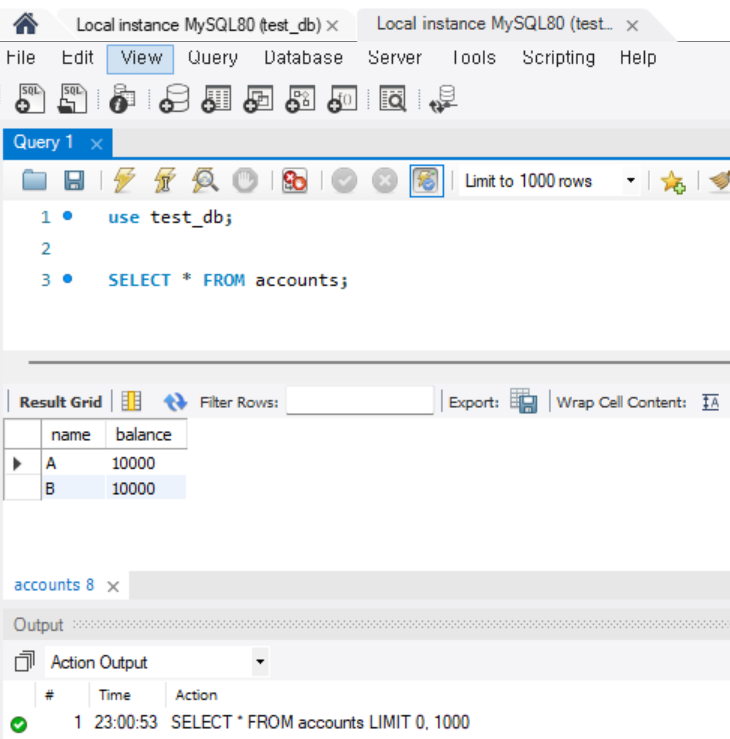 Local instance MySQL80 (test_db) × Local instance MySQL80 (test... ×
File Edit View Query Database Server Tools Scripting Help
SQL SQL
Query 1 ×
Limit to 1000 rows
1 use test_db;
2
3 SELECT * FROM accounts;
Result Grid Filter Rows: Export: Wrap Cell Content: IA
name balance
A 10000
B 10000
accounts 8 ×
Output
Action Output
# Time Action
1 23:00:53 SELECT * FROM accounts LIMIT 0, 1000